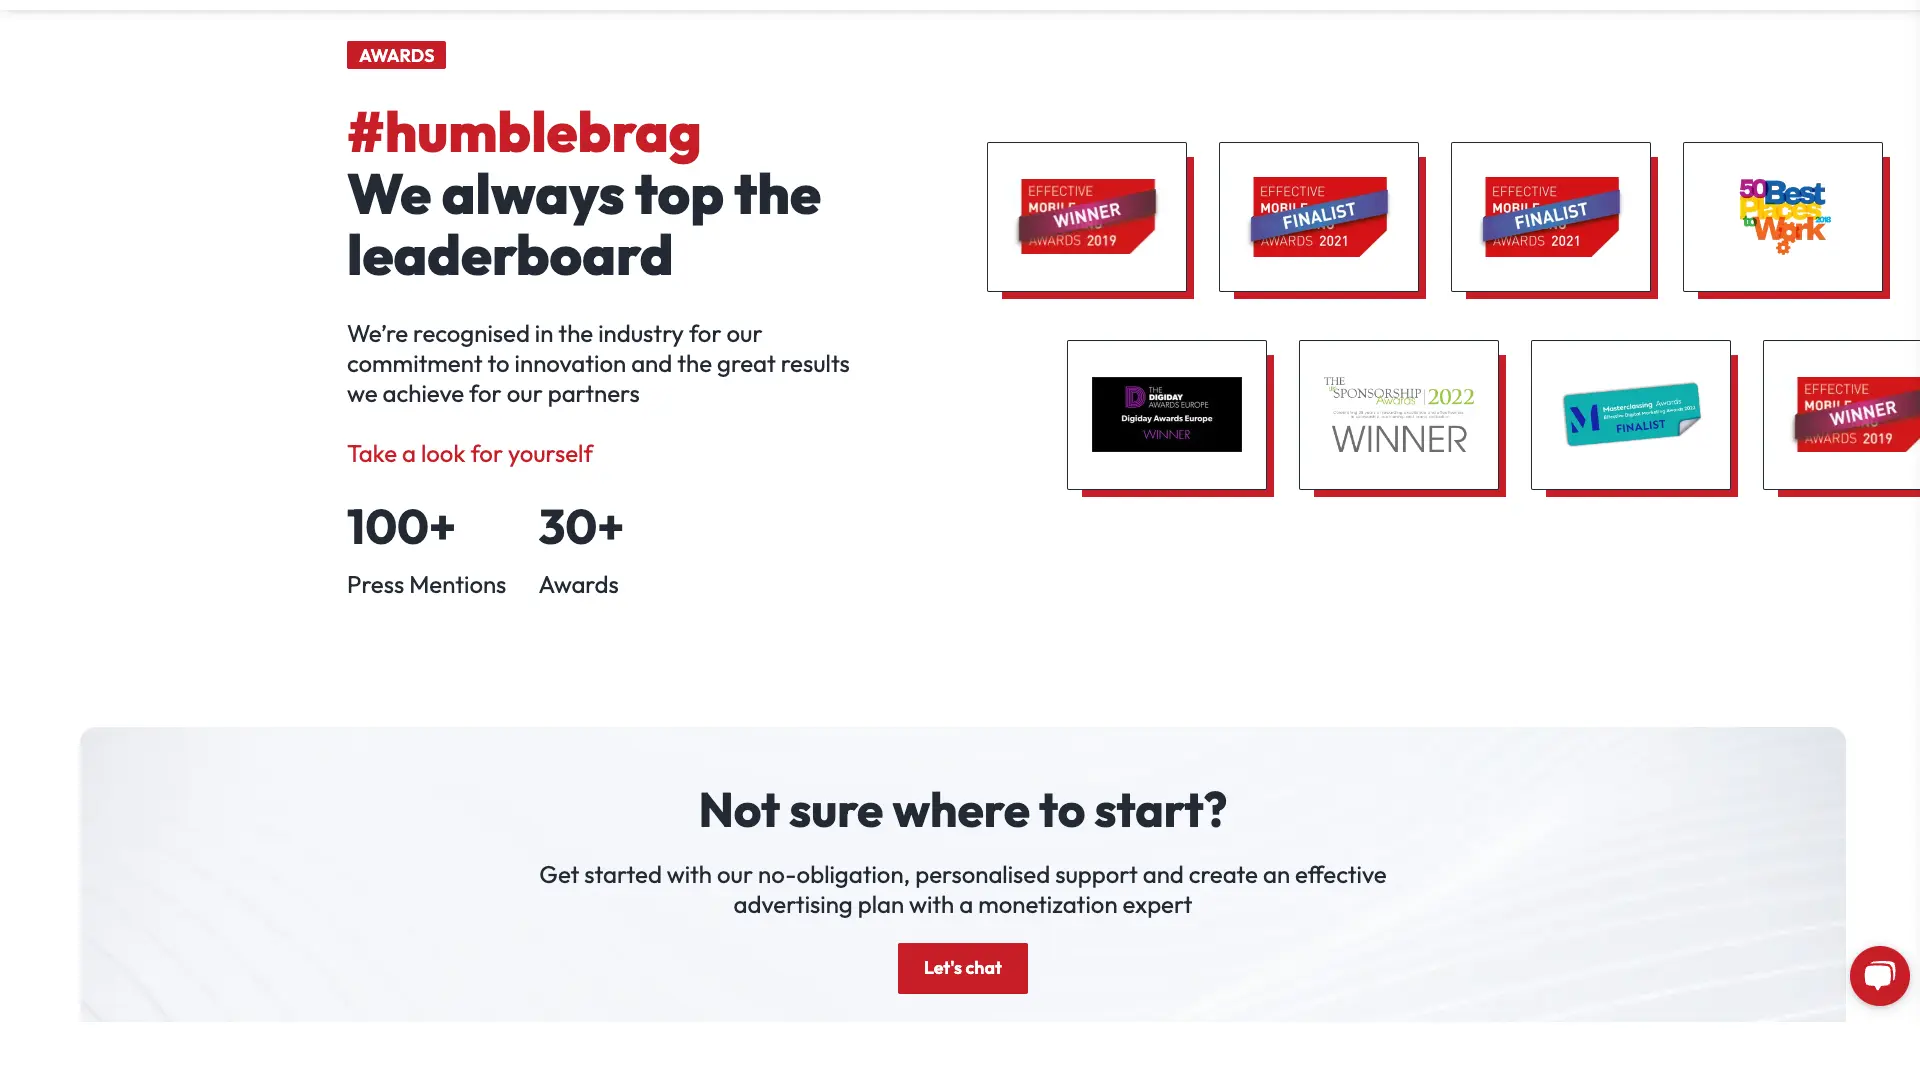 AWARDS
#humblebrag
We always top the
leaderboard
We’re recognised in the industry for our
commitment to innovation and the great results
we achieve for our partners
Take a look for yourself
100+
Press Mentions
30+
Awards
EFFECTIVE
MOBILE
WINNER
AWARDS 2019
EFFECTIVE
MOBILE
FINALIST
AWARDS 2021
EFFECTIVE
MOBILE
FINALIST
AWARDS 2021
50 Best
Places
to Work 2018
THE
DIGIDAY
AWARDS EUROPE
Digiday Awards Europe
WINNER
THE
SPONSORSHIP
Awards 2022
WINNER
Masterclassing Awards
Effective Digital Marketing Awards 2022
FINALIST
EFFECTIVE
MOBILE
WINNER
AWARDS 2019
Not sure where to start?
Get started with our no-obligation, personalised support and create an effective
advertising plan with a monetization expert
Let's chat